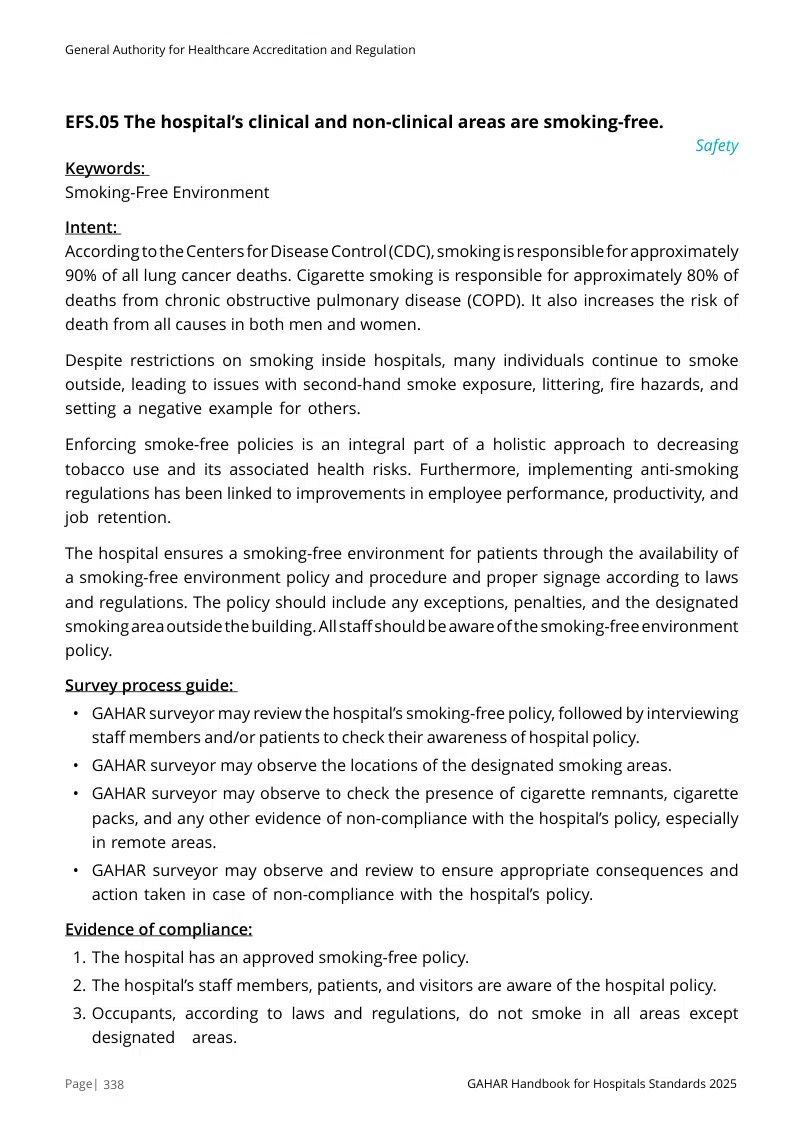 General Authority for Healthcare Accreditation and Regulation
EFS.05 The hospital’s clinical and non-clinical areas are smoking-free.
Safety
Keywords:
Smoking-Free Environment
Intent:
According to the Centers for Disease Control (CDC), smoking is responsible for approximately
90% of all lung cancer deaths. Cigarette smoking is responsible for approximately 80% of
deaths from chronic obstructive pulmonary disease (COPD). It also increases the risk of
death from all causes in both men and women.
Despite restrictions on smoking inside hospitals, many individuals continue to smoke
outside, leading to issues with second-hand smoke exposure, littering, fire hazards, and
setting a negative example for others.
Enforcing smoke-free policies is an integral part of a holistic approach to decreasing
tobacco use and its associated health risks. Furthermore, implementing anti-smoking
regulations has been linked to improvements in employee performance, productivity, and
job retention.
The hospital ensures a smoking-free environment for patients through the availability of
a smoking-free environment policy and procedure and proper signage according to laws
and regulations. The policy should include any exceptions, penalties, and the designated
smoking area outside the building. All staff should be aware of the smoking-free environment
policy.
Survey process guide:
• GAHAR surveyor may review the hospital’s smoking-free policy, followed by interviewing
staff members and/or patients to check their awareness of hospital policy.
• GAHAR surveyor may observe the locations of the designated smoking areas.
• GAHAR surveyor may observe to check the presence of cigarette remnants, cigarette
packs, and any other evidence of non-compliance with the hospital’s policy, especially
in remote areas.
• GAHAR surveyor may observe and review to ensure appropriate consequences and
action taken in case of non-compliance with the hospital’s policy.
Evidence of compliance:
1. The hospital has an approved smoking-free policy.
2. The hospital’s staff members, patients, and visitors are aware of the hospital policy.
3. Occupants, according to laws and regulations, do not smoke in all areas except
designated areas.
Page| 338
GAHAR Handbook for Hospitals Standards 2025